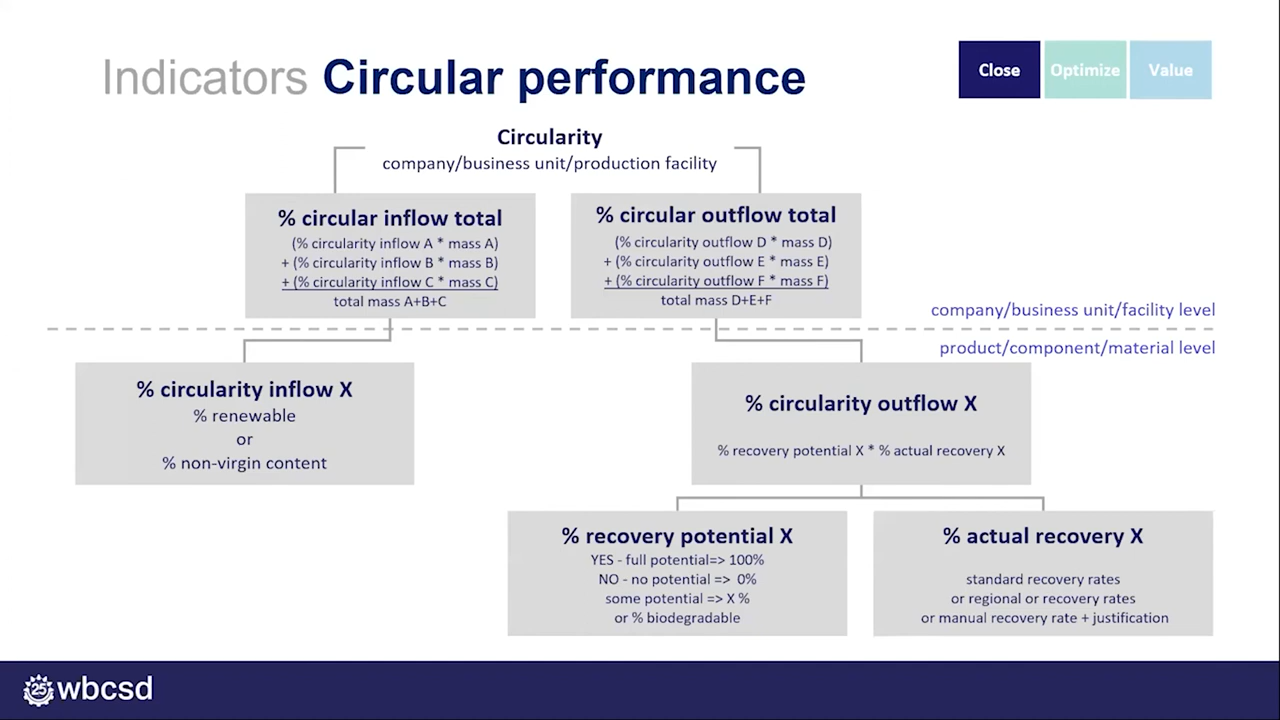 Indicators Circular performance
Close
Optimize
Value
Circularity
company/business unit/production facility
% circular inflow total
(% circularity inflow A * mass A)
+ (% circularity inflow B * mass B)
+ (% circularity inflow C * mass C)
total mass A+B+C
% circular outflow total
(% circularity outflow D * mass D)
+ (% circularity outflow E * mass E)
+ (% circularity outflow F * mass F)
total mass D+E+F
company/business unit/facility level
product/component/material level
% circularity inflow X
% renewable
or
% non-virgin content
% circularity outflow X
% recovery potential X * % actual recovery X
% recovery potential X
YES - full potential=> 100%
NO - no potential => 0%
some potential => X %
or % biodegradable
% actual recovery X
standard recovery rates
or regional or recovery rates
or manual recovery rate + justification
25 wbcsd